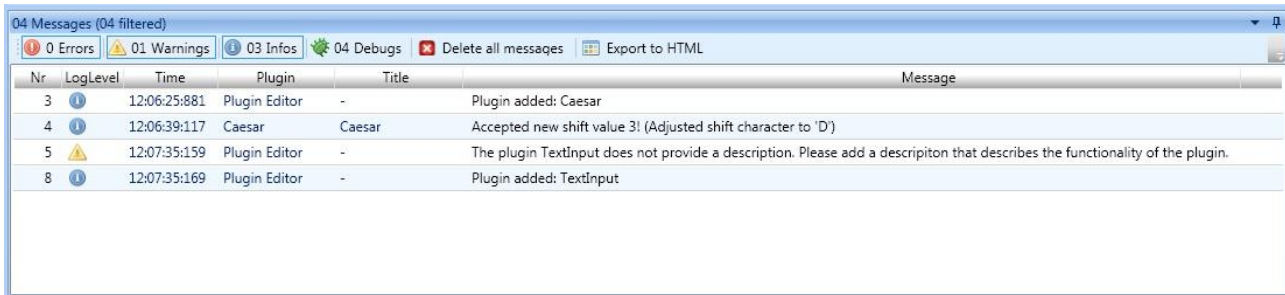 04 Messages (04 filtered)
0 Errors 01 Warnings 03 Infos 04 Debugs Delete all messages Export to HTML
Nr LogLevel Time Plugin Title Message
3 12:06:25:881 Plugin Editor - Plugin added: Caesar
4 12:06:39:117 Caesar Caesar Accepted new shift value 3! (Adjusted shift character to 'D')
5 12:07:35:159 Plugin Editor - The plugin TextInput does not provide a description. Please add a descripiton that describes the functionality of the plugin.
8 12:07:35:169 Plugin Editor - Plugin added: TextInput